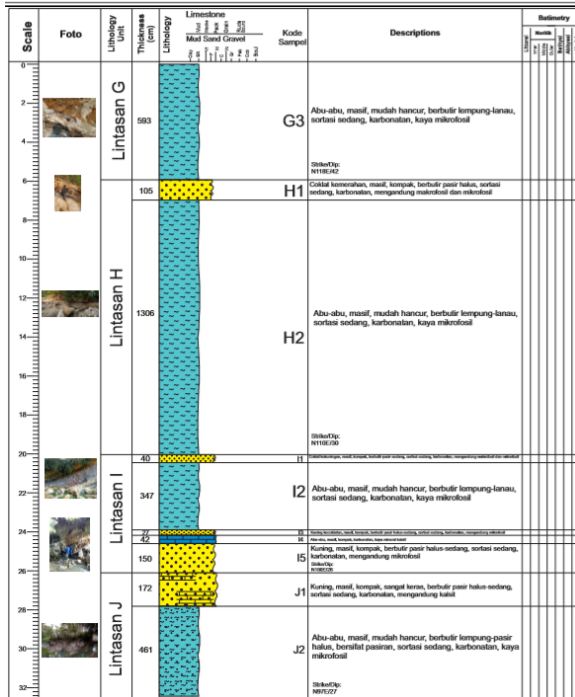 Scale
Foto
Lithology Unit
Thickness (cm)
Lithology
Limestone
Mud Sand Gravel
Kode Sampel
Descriptions
Batimetry
Neritik
0
2
4
6
8
10
12
14
16
18
20
22
24
26
28
30
32
Lintasan G
593
G3
Abu-abu, masif, mudah hancur, berbutir lempung-lanau,
sortasi sedang, karbonatan, kaya mikrofosil
Strike/Dip:
N118E/42
Lintasan H
105
H1
Coklat kemerahan, masif, kompak, berbutir pasir halus, sortasi
sedang, karbonatan, mengandung makrofosil dan mikrofosil
1306
H2
Abu-abu, masif, mudah hancur, berbutir lempung-lanau,
sortasi sedang, karbonatan, kaya mikrofosil
Strike/Dip:
N110E/30
Lintasan I
40
I1
347
I2
Abu-abu, masif, mudah hancur, berbutir lempung-lanau,
sortasi sedang, karbonatan, kaya mikrofosil
27
42
150
I5
Kuning, masif, kompak, berbutir pasir halus-sedang, sortasi sedang,
karbonatan, mengandung mikrofosil
Strike/Dip:
Lintasan J
172
J1
Kuning, masif, kompak, sangat keras, berbutir pasir halus-sedang,
sortasi sedang, karbonatan, mengandung kalsit
461
J2
Abu-abu, masif, mudah hancur, berbutir lempung-pasir
halus, bersifat pasiran, sortasi sedang, karbonatan, kaya
mikrofosil
Strike/Dip:
N97E/27